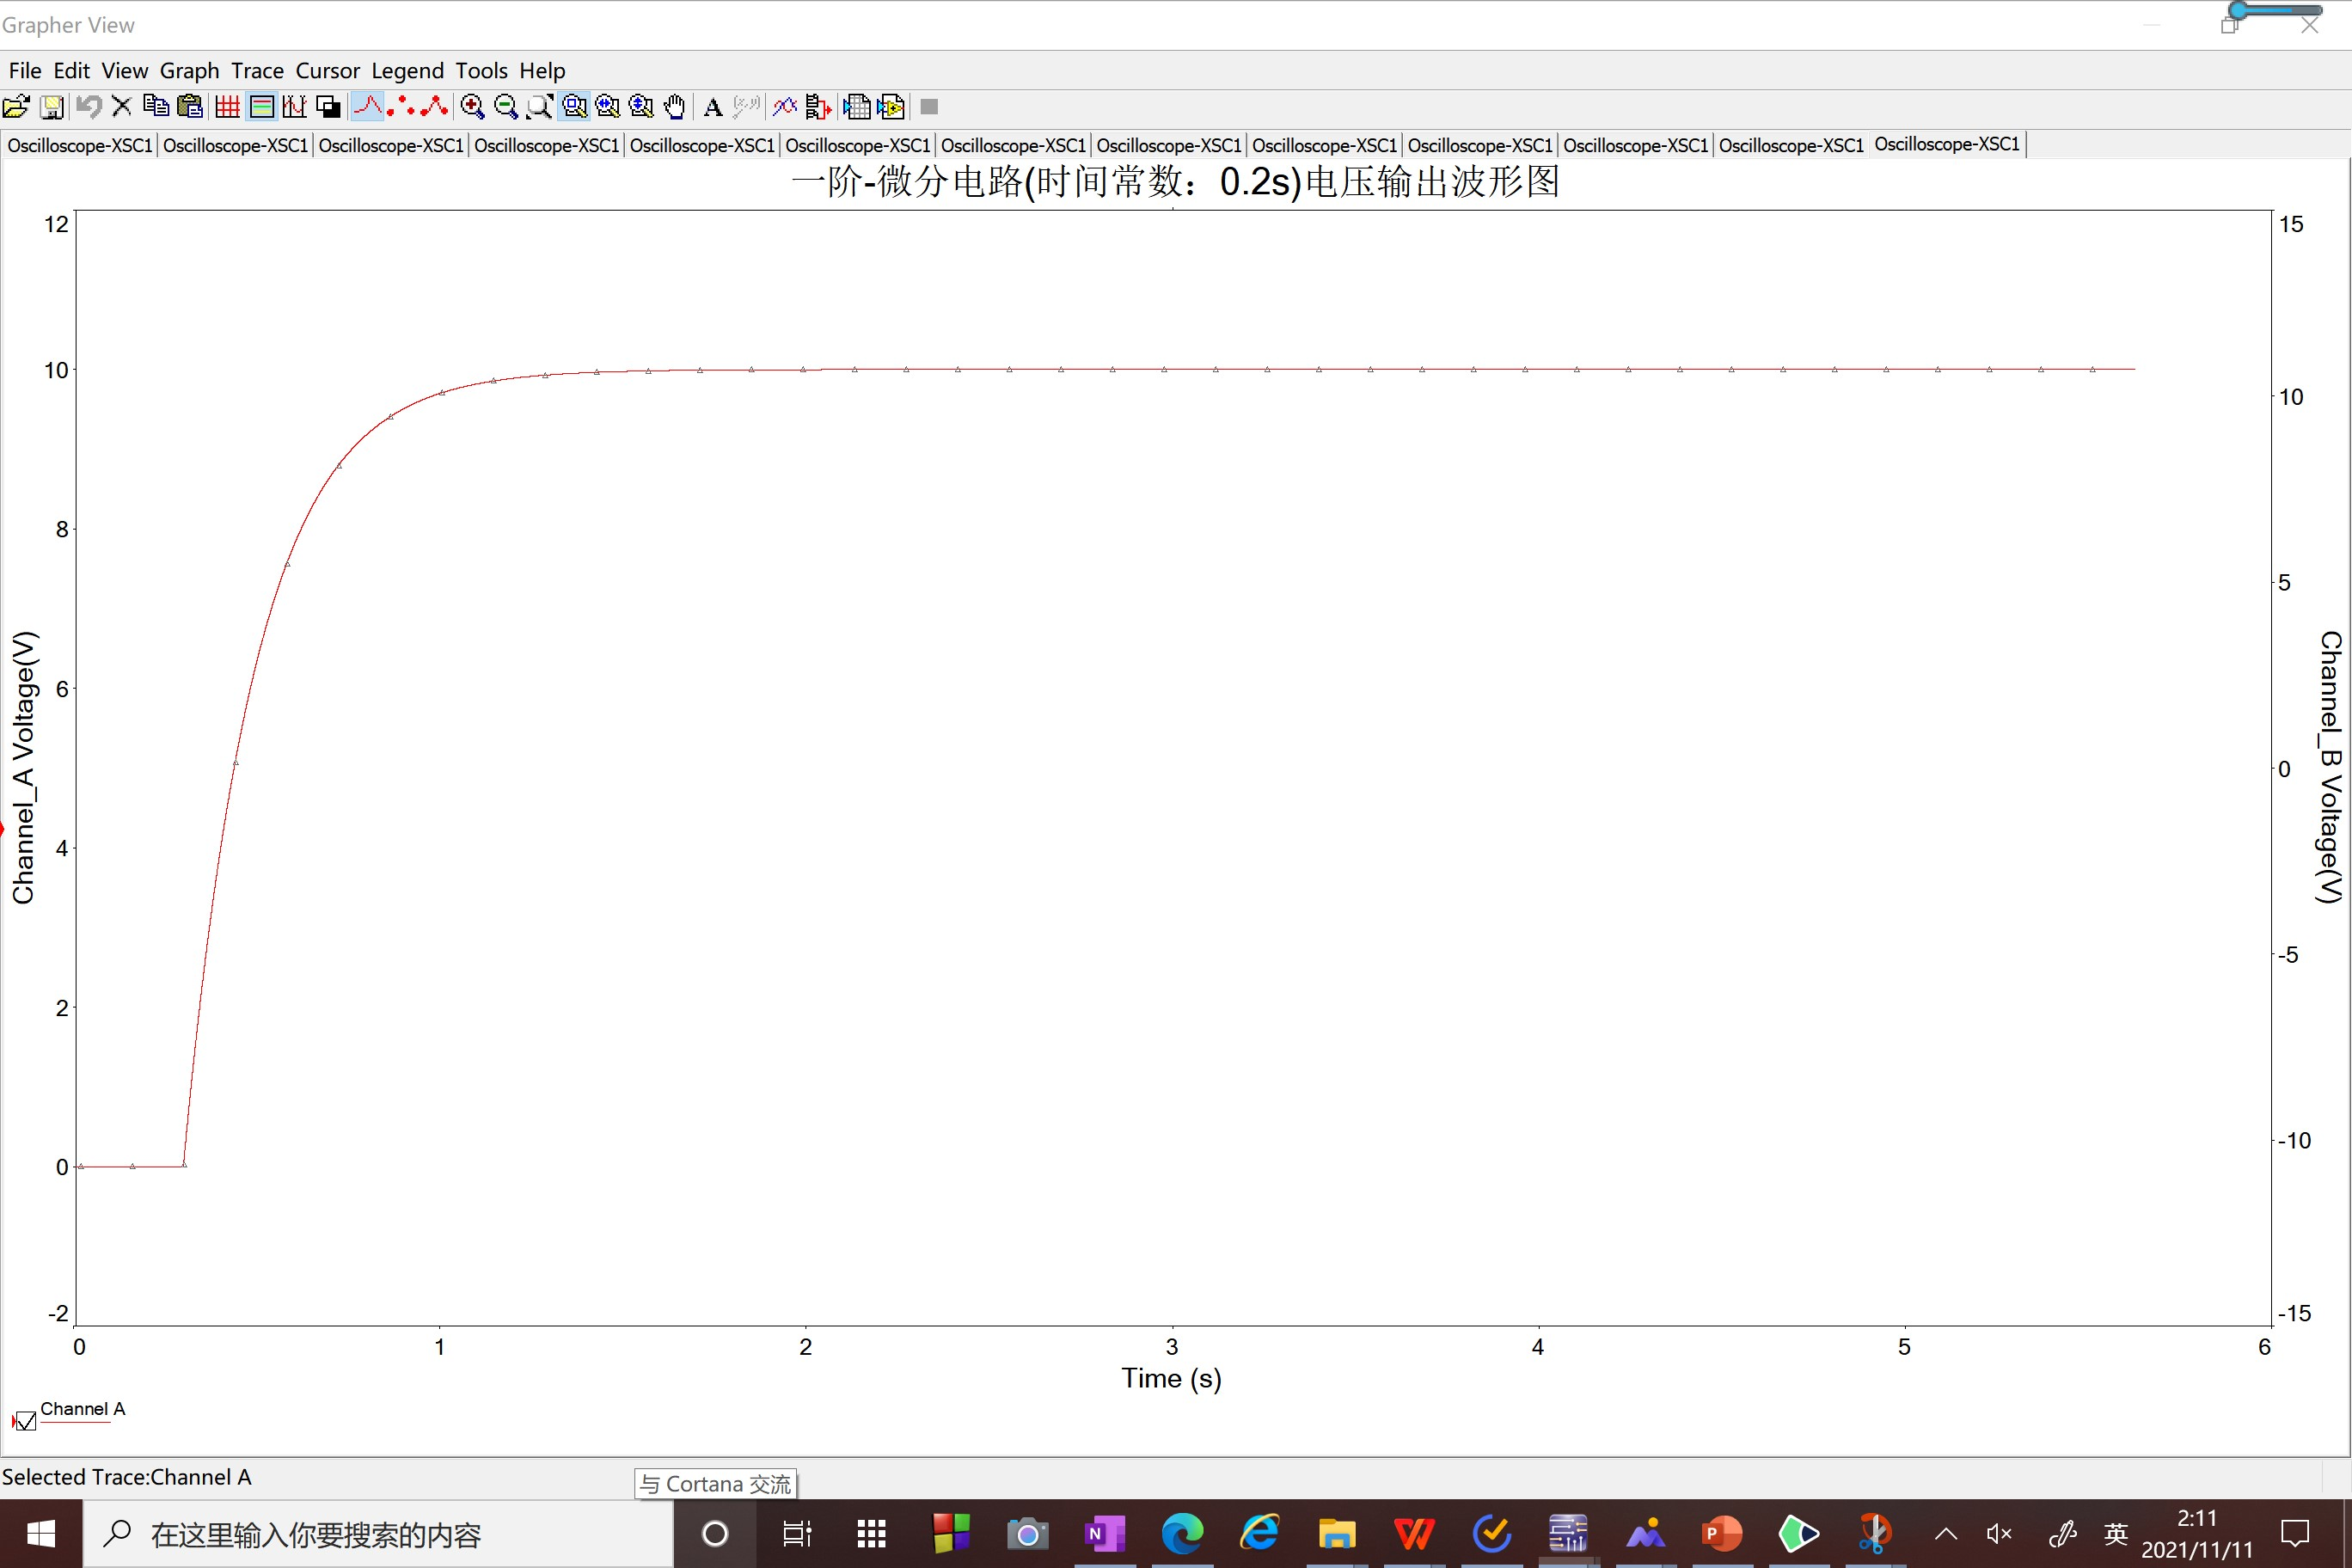 Grapher View
File Edit View Graph Trace Cursor Legend Tools Help
Oscilloscope-XSC1 Oscilloscope-XSC1 Oscilloscope-XSC1 Oscilloscope-XSC1 Oscilloscope-XSC1 Oscilloscope-XSC1 Oscilloscope-XSC1 Oscilloscope-XSC1 Oscilloscope-XSC1 Oscilloscope-XSC1 Oscilloscope-XSC1 Oscilloscope-XSC1 Oscilloscope-XSC1
一阶-微分电路(时间常数：0.2s)电压输出波形图
Channel_A Voltage(V)
12
10
8
6
4
2
0
-2
15
10
5
0
-5
-10
-15
Channel_B Voltage(V)
0 1 2 3 4 5 6
Time (s)
Channel A
Selected Trace:Channel A
与 Cortana 交流
在这里输入你要搜索的内容
英
2:11
2021/11/11